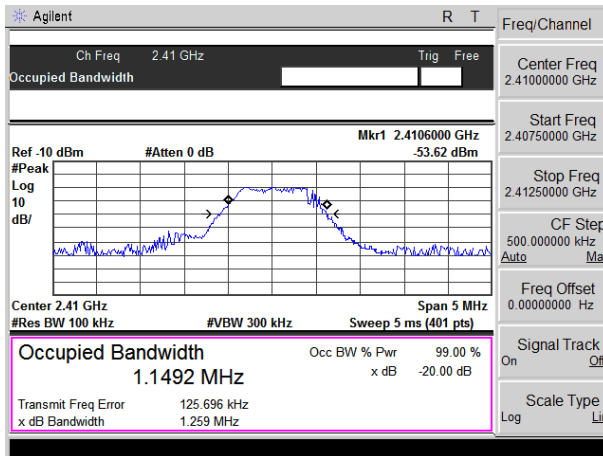 Agilent R T
Ch Freq 2.41 GHz Trig Free
Occupied Bandwidth
Mkr1 2.4106000 GHz
Ref -10 dBm #Atten 0 dB -53.62 dBm
#Peak
Log
10
dB/
Center 2.41 GHz Span 5 MHz
#Res BW 100 kHz #VBW 300 kHz Sweep 5 ms (401 pts)
Occupied Bandwidth Occ BW % Pwr 99.00 %
1.1492 MHz x dB -20.00 dB
Transmit Freq Error 125.696 kHz
x dB Bandwidth 1.259 MHz
Freq/Channel
Center Freq
2.41000000 GHz
Start Freq
2.40750000 GHz
Stop Freq
2.41250000 GHz
CF Step
500.000000 kHz
Auto Ma
Freq Offset
0.00000000 Hz
Signal Track
On Off
Scale Type
Log Li